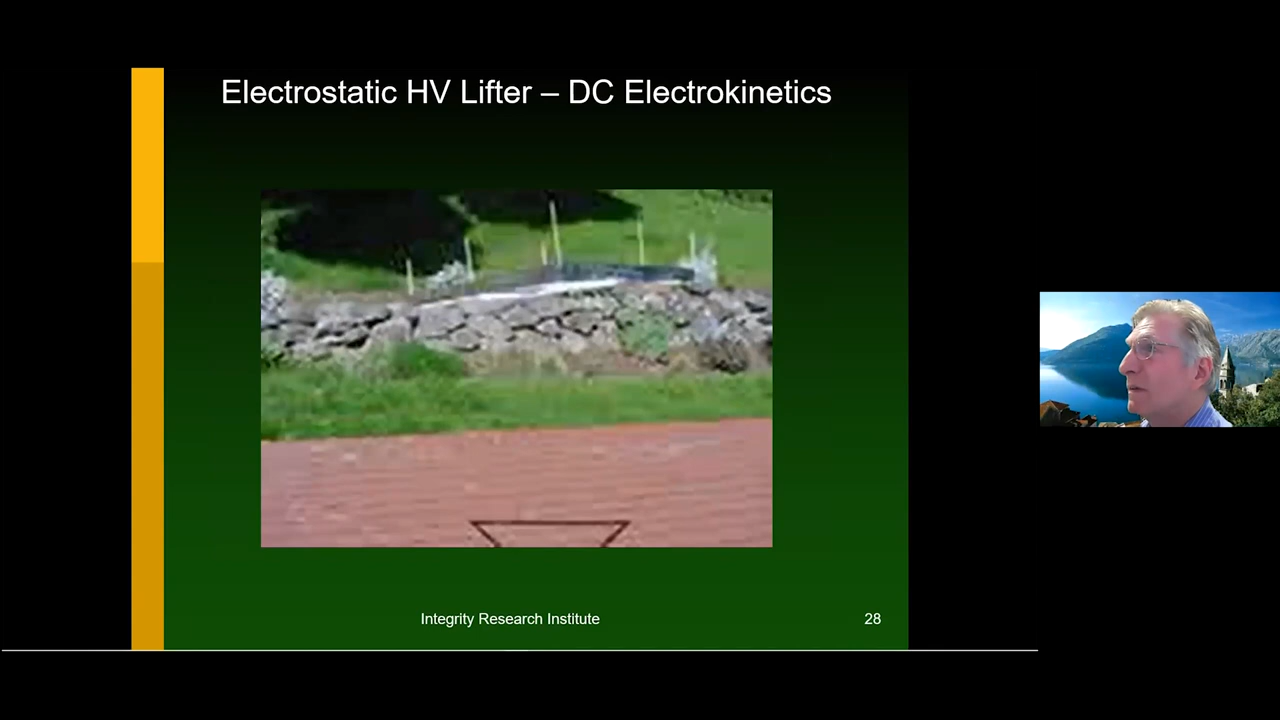 Electrostatic HV Lifter – DC Electrokinetics
Integrity Research Institute
28